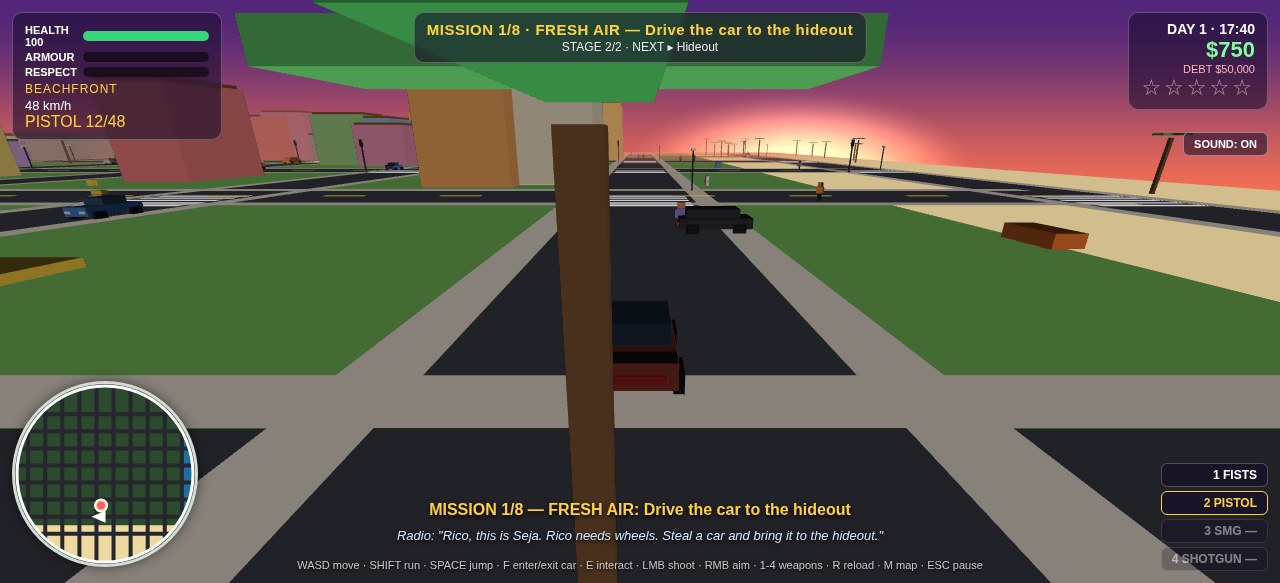 HEALTH
100
ARMOUR
RESPECT
BEACHFRONT
48 km/h
PISTOL 12/48
MISSION 1/8 · FRESH AIR — Drive the car to the hideout
STAGE 2/2 · NEXT ▸ Hideout
DAY 1 · 17:40
$750
DEBT $50,000
☆☆☆☆☆
SOUND: ON
1 FISTS
2 PISTOL
3 SMG —
4 SHOTGUN —
MISSION 1/8 — FRESH AIR: Drive the car to the hideout
Radio: "Rico, this is Seja. Rico needs wheels. Steal a car and bring it to the hideout."
WASD move · SHIFT run · SPACE jump · F enter/exit car · E interact · LMB shoot · RMB aim · 1-4 weapons · R reload · M map · ESC pause